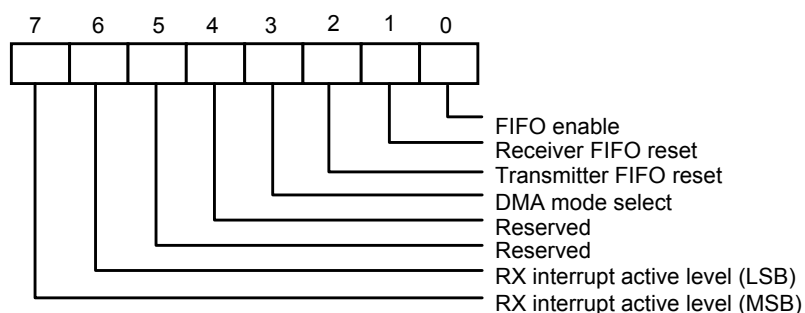 7 6 5 4 3 2 1 0
FIFO enable
Receiver FIFO reset
Transmitter FIFO reset
DMA mode select
Reserved
Reserved
RX interrupt active level (LSB)
RX interrupt active level (MSB)